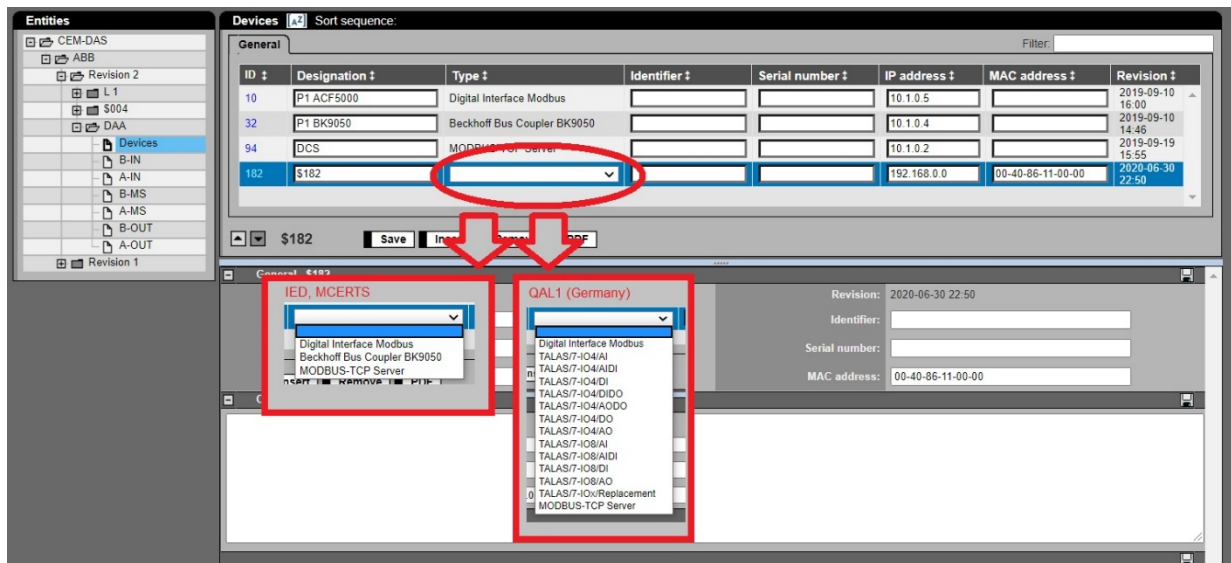 Entities
CEM-DAS
ABB
Revision 2
L 1
S004
DAA
Devices
B-IN
A-IN
B-MS
A-MS
B-OUT
A-OUT
Revision 1
Devices AZ Sort sequence:
General Filter:
ID Designation Type Identifier Serial number IP address MAC address Revision
10 P1 ACF5000 Digital Interface Modbus 10.1.0.5 2019-09-10 16:00
32 P1 BK9050 Beckhoff Bus Coupler BK9050 10.1.0.4 2019-09-10 14:46
94 DCS MODBUS-TCP Server 10.1.0.2 2019-09-19 15:55
182 $182 192.168.0.0 00-40-86-11-00-00 2020-06-30 22:50
$182 Save
General $182
IED, MCERTS
Digital Interface Modbus
Beckhoff Bus Coupler BK9050
MODBUS-TCP Server
Insert Remove PDF
QAL1 (Germany)
Digital Interface Modbus
TALAS/7-IO4/AI
TALAS/7-IO4/AIDI
TALAS/7-IO4/DI
TALAS/7-IO4/DIDO
TALAS/7-IO4/AODO
TALAS/7-IO4/DO
TALAS/7-IO4/AO
TALAS/7-IO8/AI
TALAS/7-IO8/AIDI
TALAS/7-IO8/DI
TALAS/7-IO8/AO
TALAS/7-IOx/Replacement
MODBUS-TCP Server
Revision: 2020-06-30 22:50
Identifier:
Serial number:
MAC address: 00-40-86-11-00-00